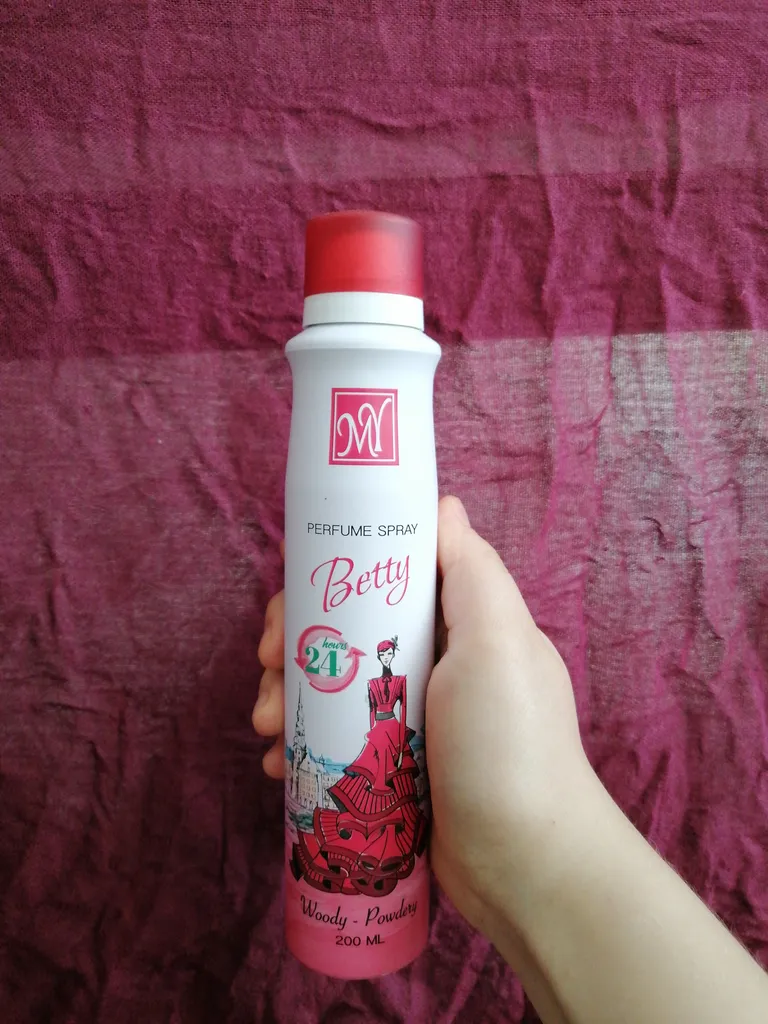 MY
PERFUME SPRAY
Betty
hours
24
Woody - Powdery
200 ML